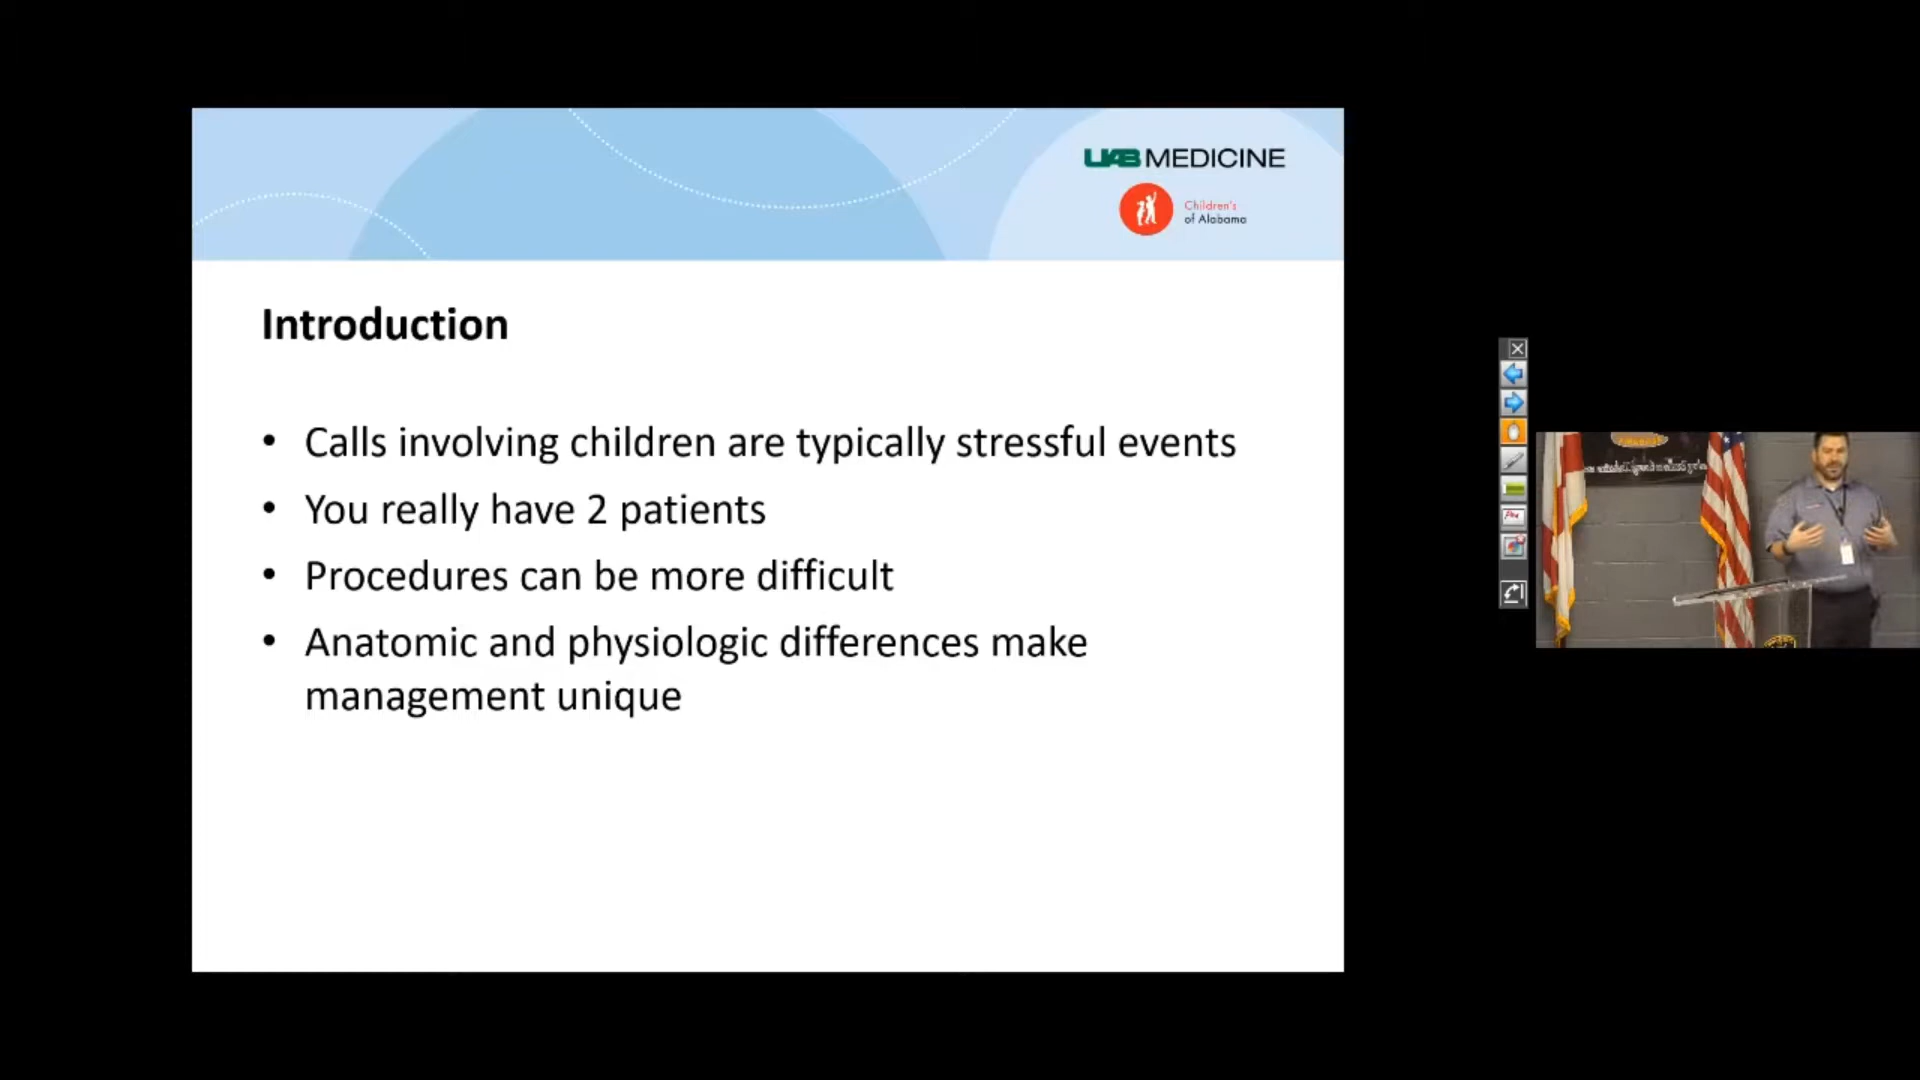 UAB MEDICINE
Children's
of Alabama
Introduction
• Calls involving children are typically stressful events
• You really have 2 patients
• Procedures can be more difficult
• Anatomic and physiologic differences make
management unique